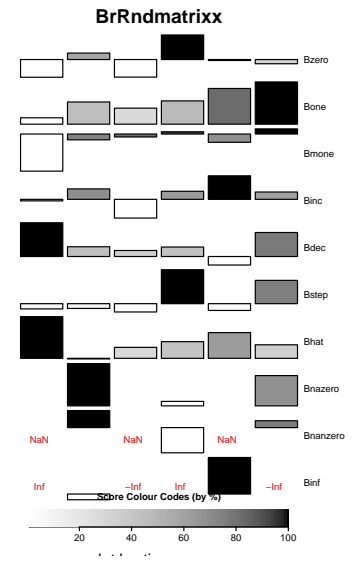 BrRndmatrixx
Bzero
Bone
Bmone
Binc
Bdec
Bstep
Bhat
Bnazero
Bnanzero
NaN NaN NaN
Binf
Inf –Inf Inf –Inf
Score Colour Codes (by %)
20 40 60 80 100